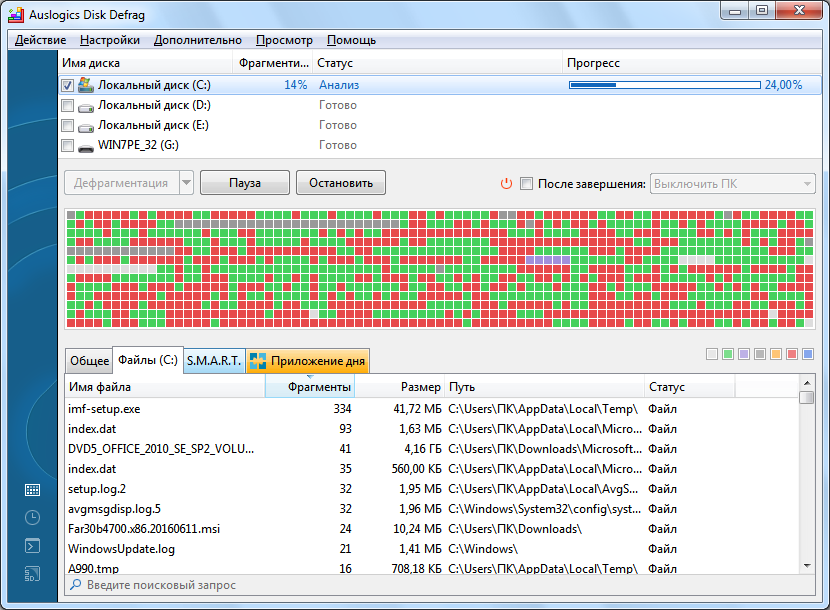 Auslogics Disk Defrag
Действие Настройки Дополнительно Просмотр Помощь
Имя диска Фрагменти... Статус Прогресс
Локальный диск (C:) 14% Анализ 24,00%
Локальный диск (D:) Готово
Локальный диск (E:) Готово
WIN7PE_32 (G:) Готово
Дефрагментация Пауза Остановить После завершения: Выключить ПК
Общее Файлы (C:) S.M.A.R.T. Приложение дня
Имя файла Фрагменты Размер Путь Статус
imf-setup.exe 334 41,72 МБ C:\Users\ПК\AppData\Local\Temp\ Файл
index.dat 93 1,63 МБ C:\Users\ПК\AppData\Local\Micro... Файл
DVD5_OFFICE_2010_SE_SP2_VOLU... 41 4,16 ГБ C:\Users\ПК\Downloads\Microsoft... Файл
index.dat 35 560,00 КБ C:\Users\ПК\AppData\Local\Micro... Файл
setup.log.2 32 1,95 МБ C:\Users\ПК\AppData\Local\AvgS... Файл
avgmsgdisp.log.5 32 1,96 МБ C:\Windows\System32\config\syst... Файл
Far30b4700.x86.20160611.msi 24 10,24 МБ C:\Users\ПК\Downloads\ Файл
WindowsUpdate.log 21 1,41 МБ C:\Windows\ Файл
A990.tmp 16 708,18 КБ C:\Users\ПК\AppData\Local\Temp\ Файл
Введите поисковый запрос